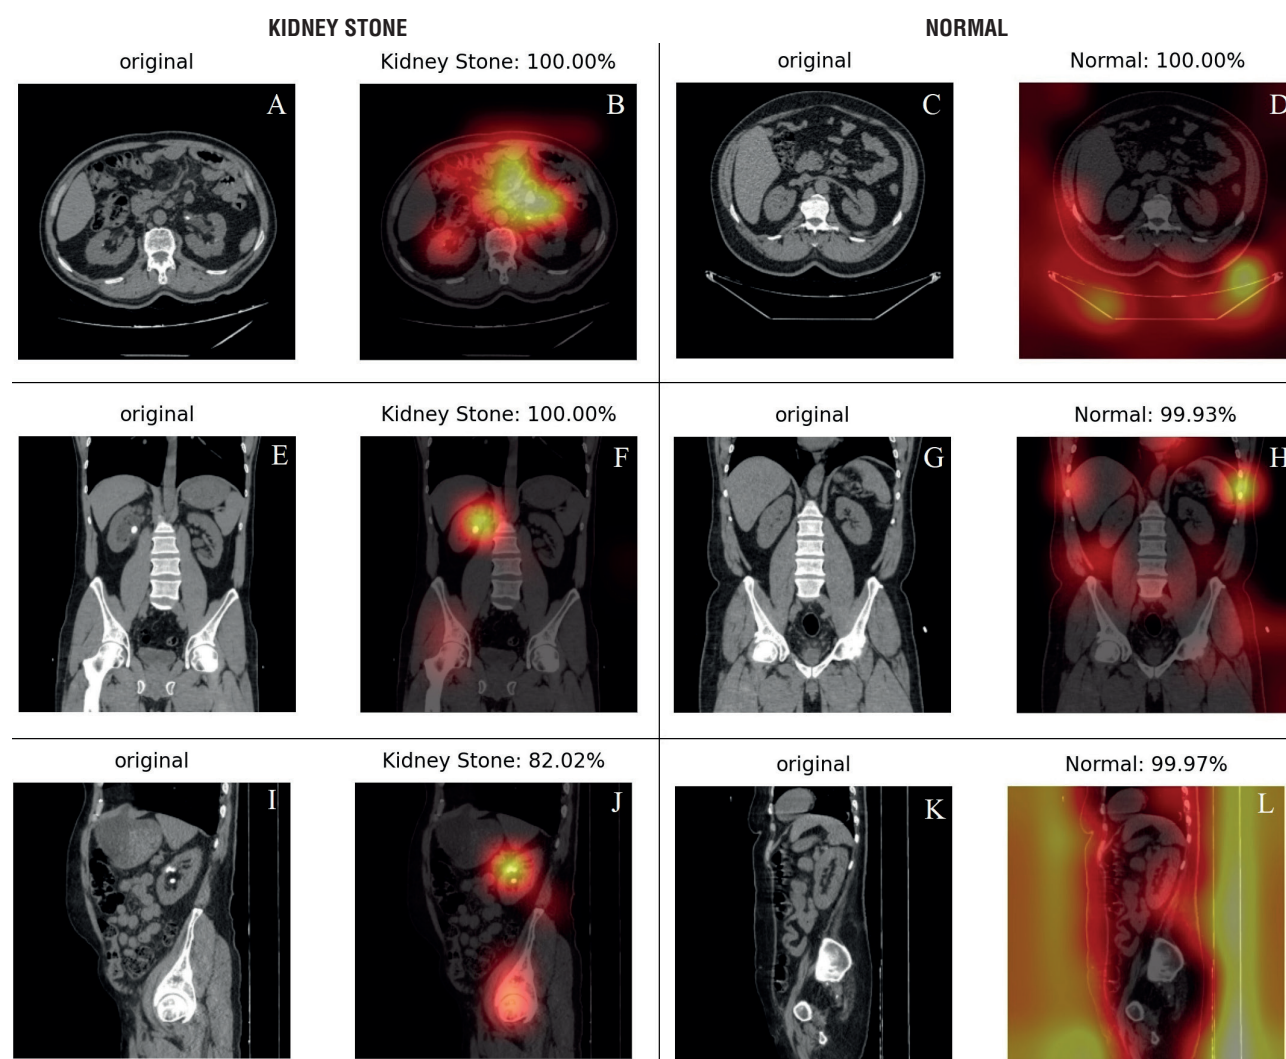 KIDNEY STONE NORMAL
original Kidney Stone: 100.00% original Normal: 100.00%
A B C D
original Kidney Stone: 100.00% original Normal: 99.93%
E F G H
original Kidney Stone: 82.02% original Normal: 99.97%
I J K L